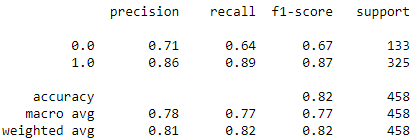 precision recall f1-score support
0.0 0.71 0.64 0.67 133
1.0 0.86 0.89 0.87 325
accuracy 0.82 458
macro avg 0.78 0.77 0.77 458
weighted avg 0.81 0.82 0.82 458